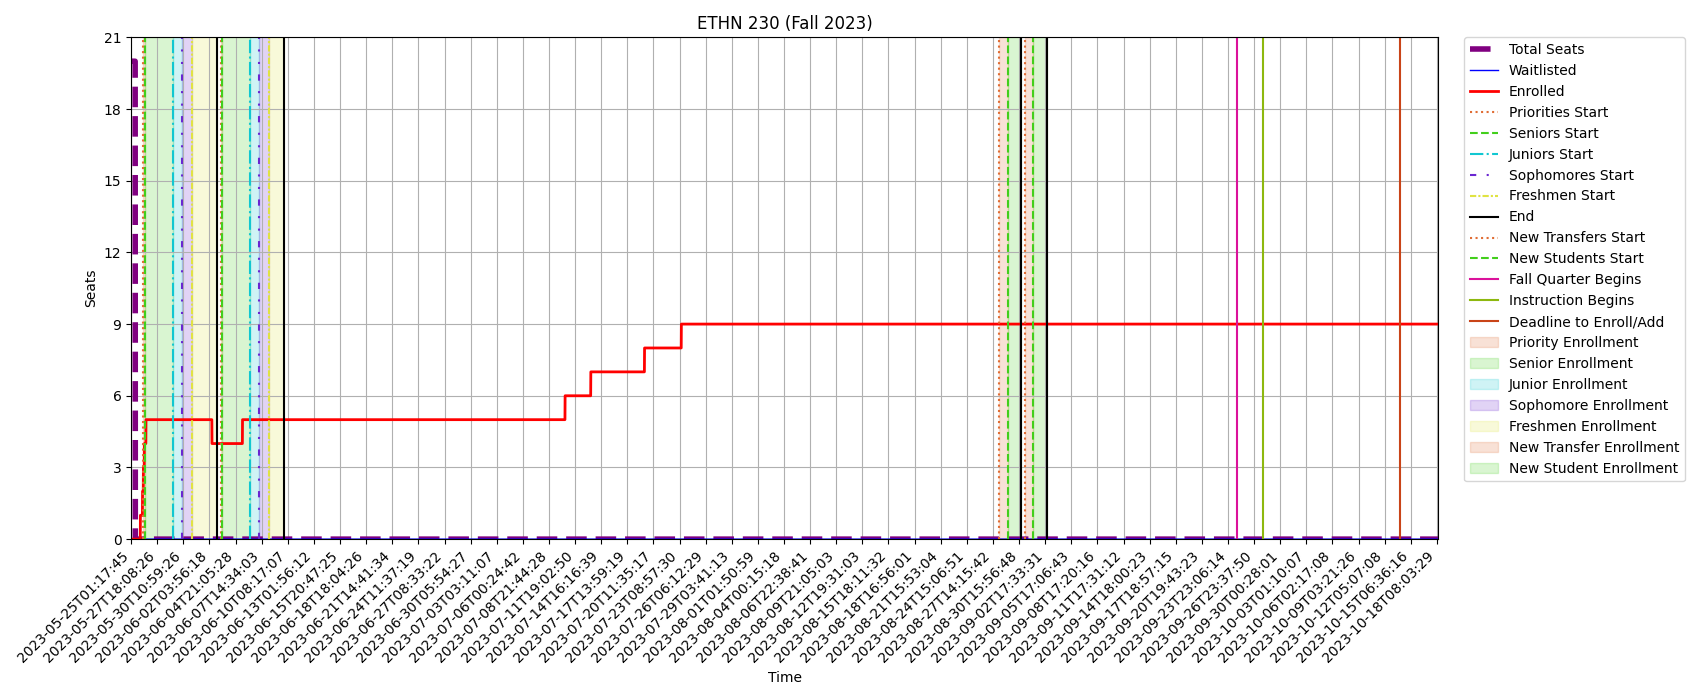 ETHN 230 (Fall 2023)
21
18
15
12
9
6
3
0
Seats
2023-05-25T01:17:45
2023-05-27T18:08:26
2023-05-30T10:59:26
2023-06-02T03:56:18
2023-06-04T21:05:28
2023-06-07T14:34:03
2023-06-10T08:17:07
2023-06-13T01:56:12
2023-06-15T20:47:25
2023-06-18T18:04:26
2023-06-21T14:41:34
2023-06-24T11:37:19
2023-06-27T08:33:22
2023-06-30T05:54:27
2023-07-03T03:11:07
2023-07-06T00:24:42
2023-07-08T21:44:28
2023-07-11T19:02:50
2023-07-14T16:16:39
2023-07-17T13:59:19
2023-07-20T11:35:17
2023-07-23T08:57:30
2023-07-26T06:12:29
2023-07-29T03:41:13
2023-08-01T01:50:59
2023-08-04T00:15:18
2023-08-06T22:38:41
2023-08-09T21:05:03
2023-08-12T19:31:03
2023-08-15T18:11:32
2023-08-18T16:56:01
2023-08-21T15:53:04
2023-08-24T15:06:51
2023-08-27T14:15:42
2023-08-30T15:56:48
2023-09-02T17:33:31
2023-09-05T17:06:43
2023-09-08T17:20:16
2023-09-11T17:31:12
2023-09-14T18:00:23
2023-09-17T18:57:15
2023-09-20T19:43:23
2023-09-23T23:06:14
2023-09-26T23:37:50
2023-09-30T00:28:01
2023-10-03T01:10:07
2023-10-06T02:17:08
2023-10-09T03:21:26
2023-10-12T05:07:08
2023-10-15T06:36:16
2023-10-18T08:03:29
Time
Total Seats
Waitlisted
Enrolled
Priorities Start
Seniors Start
Juniors Start
Sophomores Start
Freshmen Start
End
New Transfers Start
New Students Start
Fall Quarter Begins
Instruction Begins
Deadline to Enroll/Add
Priority Enrollment
Senior Enrollment
Junior Enrollment
Sophomore Enrollment
Freshmen Enrollment
New Transfer Enrollment
New Student Enrollment